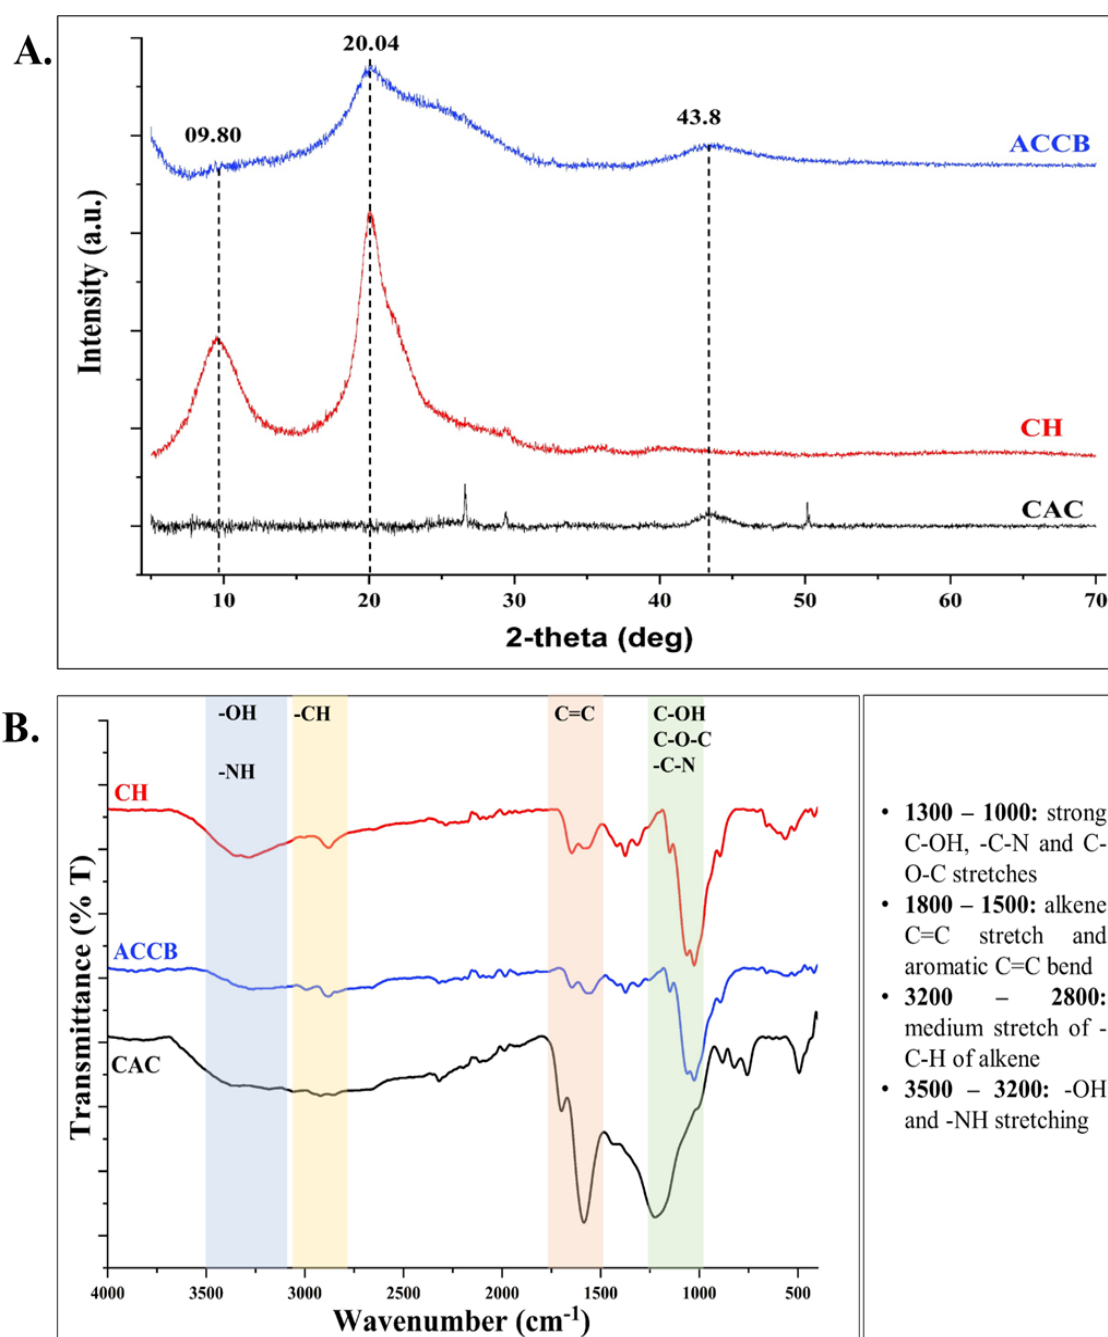 A.
20.04
09.80
43.8
ACCB
CH
CAC
Intensity (a.u.)
10 20 30 40 50 60 70
2-theta (deg)
B.
-OH -CH C=C C-OH
C-O-C
-NH -C-N
CH
ACCB
CAC
Transmittance (% T)
4000 3500 3000 2500 2000 1500 1000 500
Wavenumber (cm-1)
• 1300 – 1000: strong
C-OH, -C-N and C-
O-C stretches
• 1800 – 1500: alkene
C=C stretch and
aromatic C=C bend
• 3200 – 2800:
medium stretch of -
C-H of alkene
• 3500 – 3200: -OH
and -NH stretching